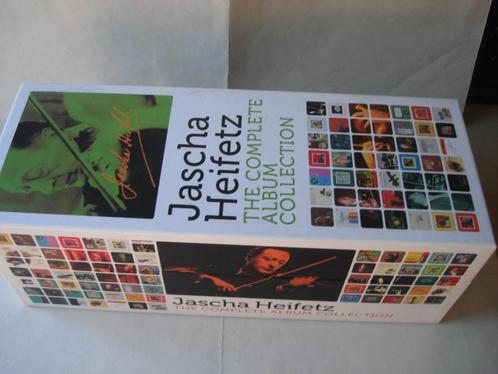 Jascha
Heifetz
THE COMPLETE
ALBUM
COLLECTION
Jascha Heifetz
THE COMPLETE ALBUM COLLECTION